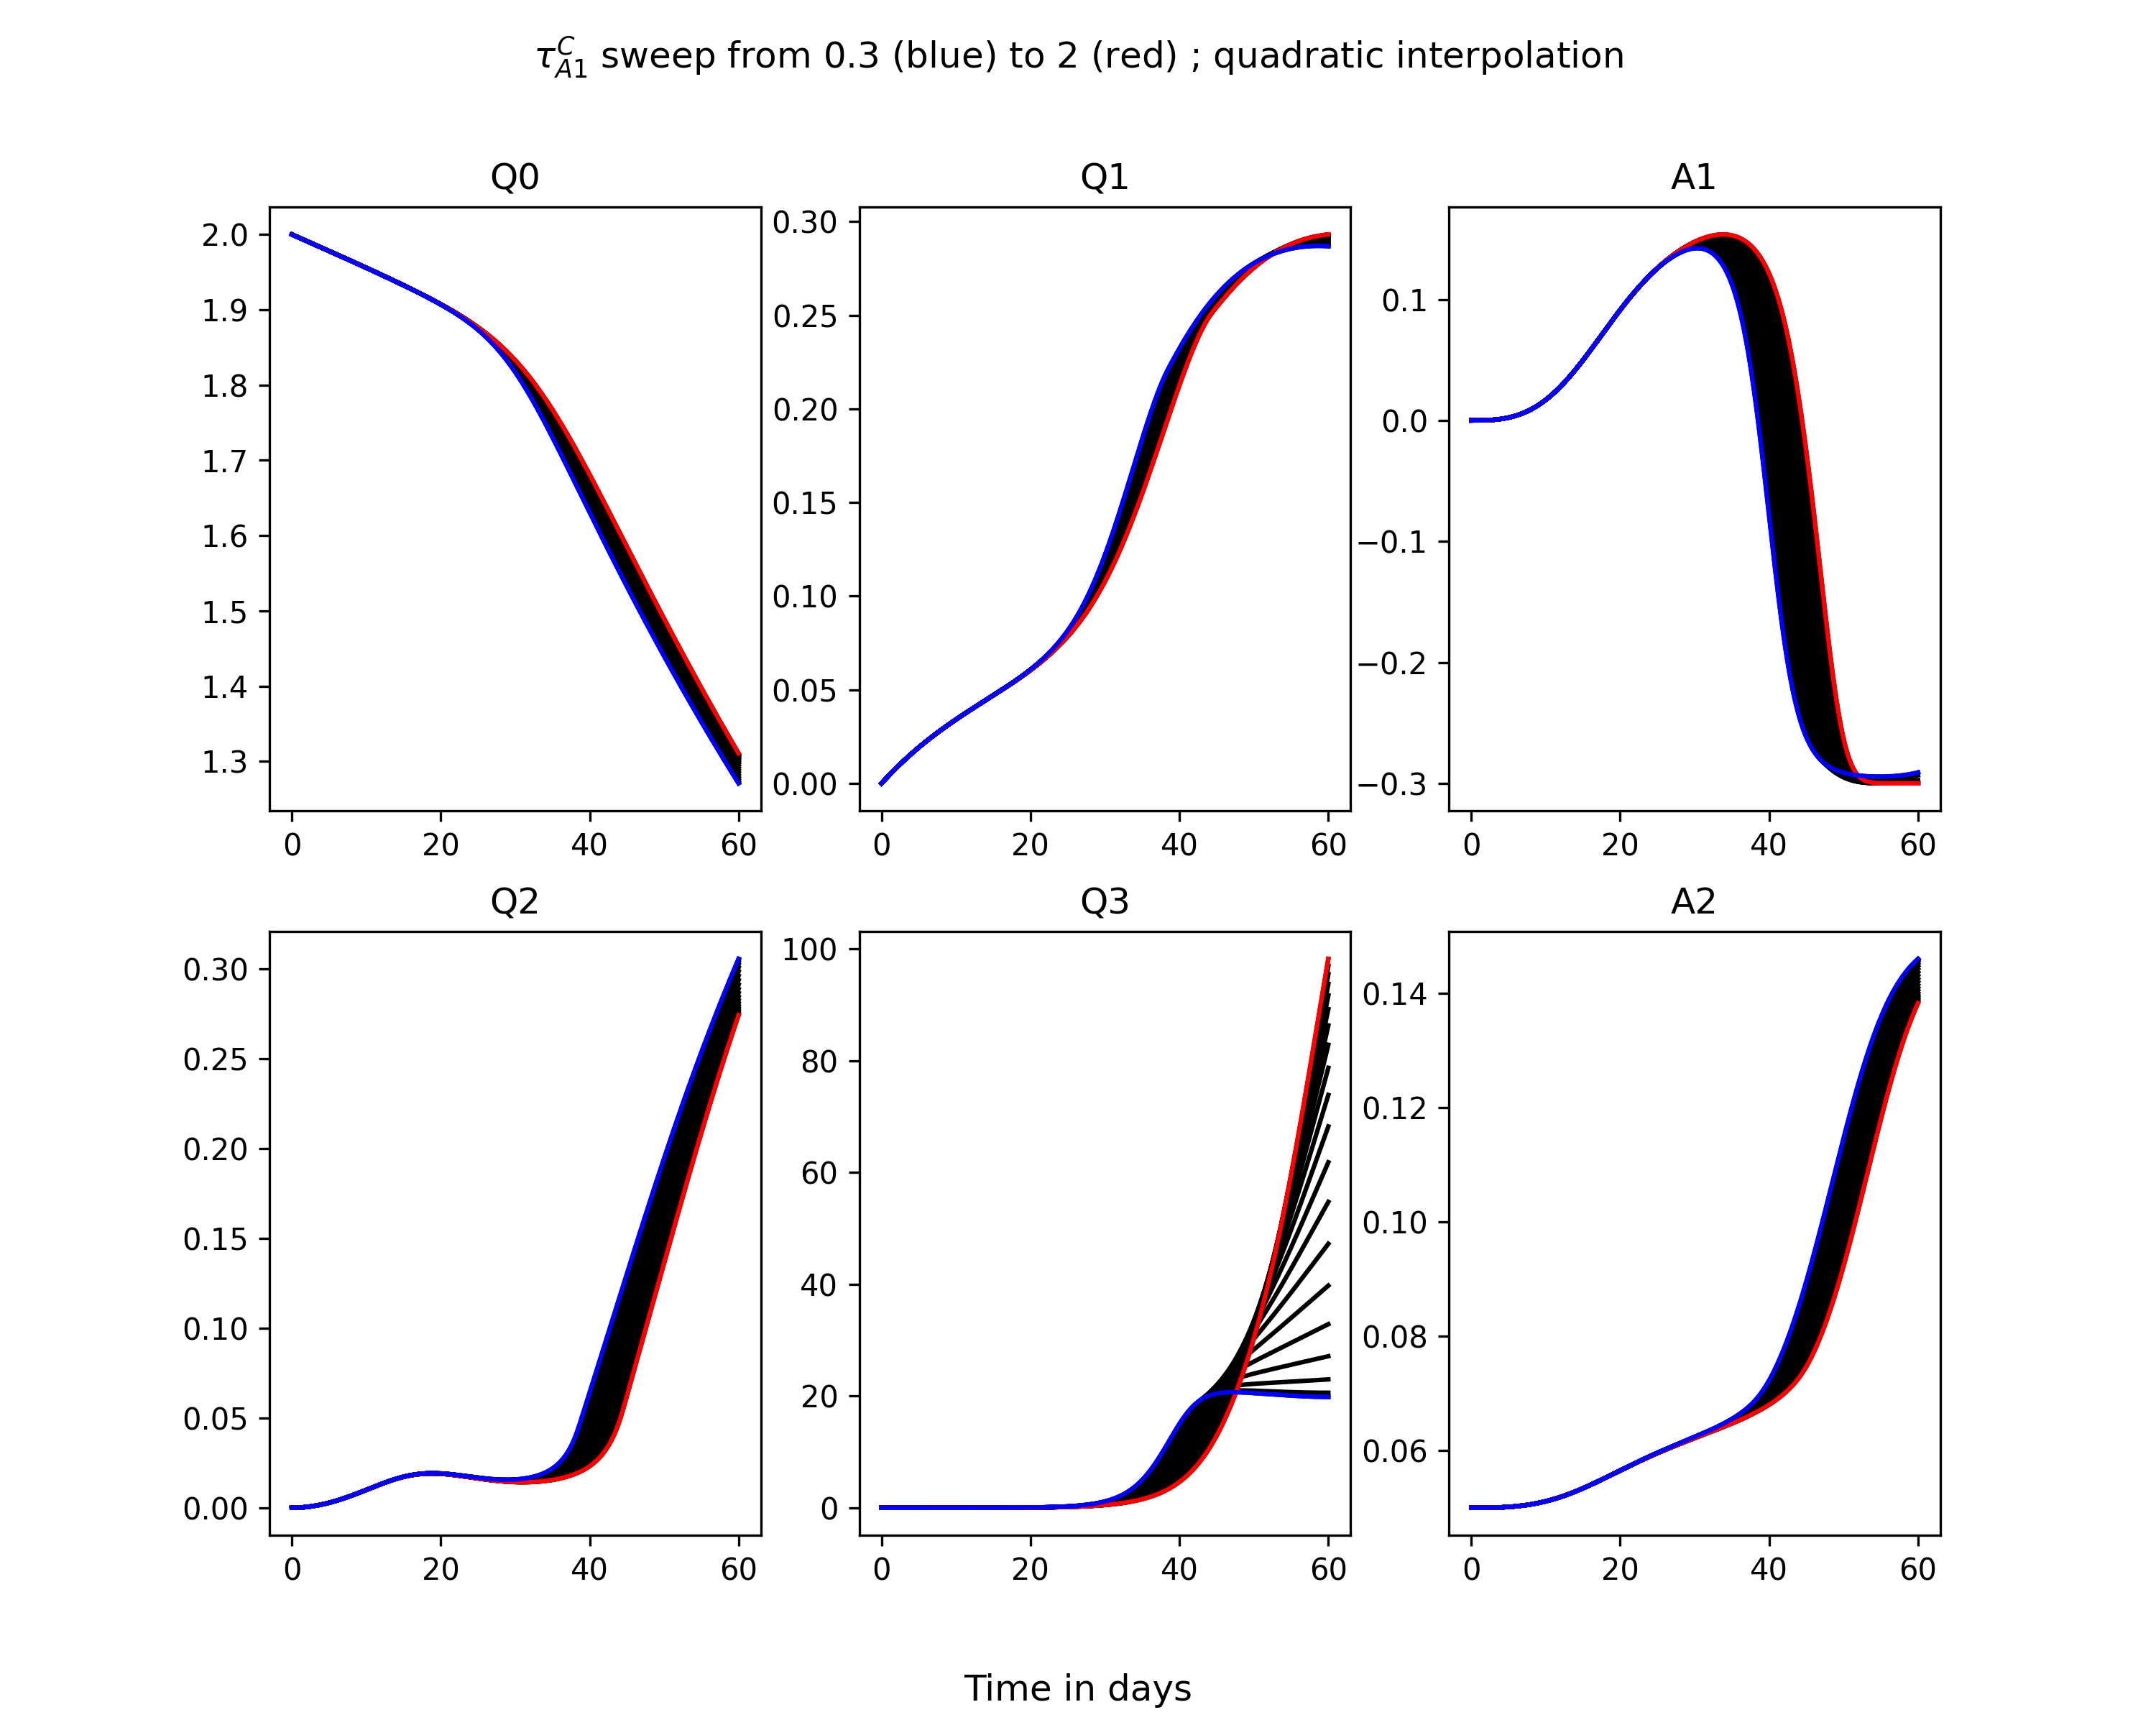 τ_{A1}^{C} sweep from 0.3 (blue) to 2 (red) ; quadratic interpolation
Q0
2.0
1.9
1.8
1.7
1.6
1.5
1.4
1.3
0 20 40 60
Q1
0.30
0.25
0.20
0.15
0.10
0.05
0.00
0 20 40 60
A1
0.1
0.0
−0.1
−0.2
−0.3
0 20 40 60
Q2
0.30
0.25
0.20
0.15
0.10
0.05
0.00
0 20 40 60
Q3
100
80
60
40
20
0
0 20 40 60
A2
0.14
0.12
0.10
0.08
0.06
0 20 40 60
Time in days